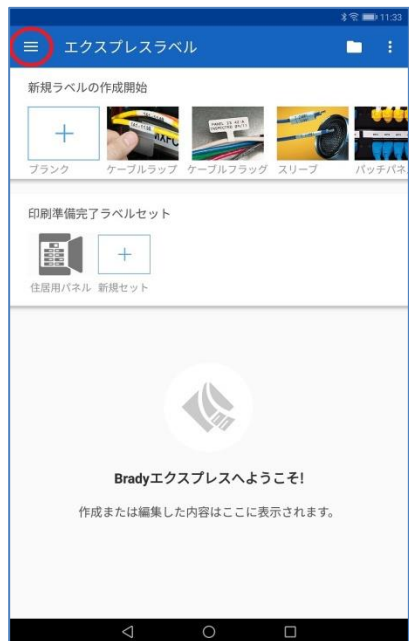 11:33
エクスプレスラベル
新規ラベルの作成開始
ブランク ケーブルラップ ケーブルフラッグ スリーブ パッチパネ
印刷準備完了ラベルセット
住居用パネル 新規セット
Bradyエクスプレスへようこそ!
作成または編集した内容はここに表示されます。